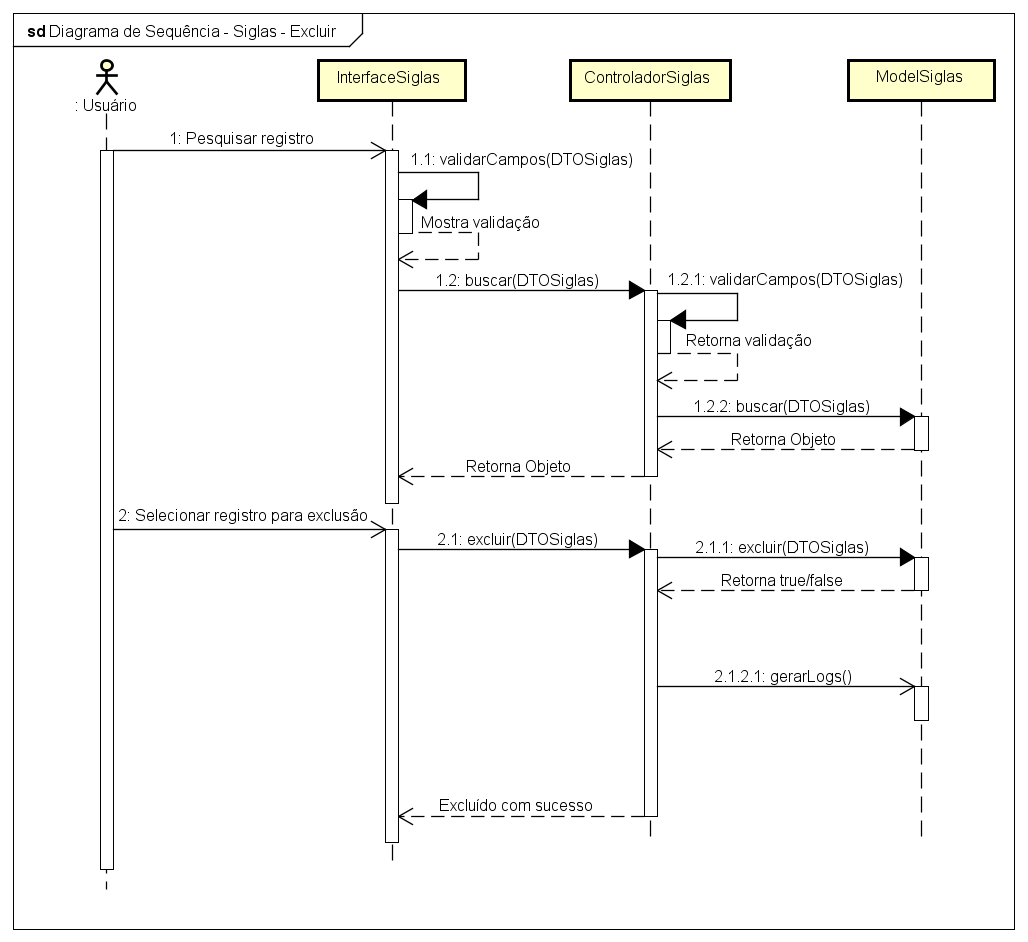 sd Diagrama de Sequência - Siglas - Excluir
: Usuário
InterfaceSiglas
ControladorSiglas
ModelSiglas
1: Pesquisar registro
1.1: validarCampos(DTOSiglas)
Mostra validação
1.2: buscar(DTOSiglas)
1.2.1: validarCampos(DTOSiglas)
Retorna validação
1.2.2: buscar(DTOSiglas)
Retorna Objeto
Retorna Objeto
2: Selecionar registro para exclusão
2.1: excluir(DTOSiglas)
2.1.1: excluir(DTOSiglas)
Retorna true/false
2.1.2.1: gerarLogs()
Excluído com sucesso